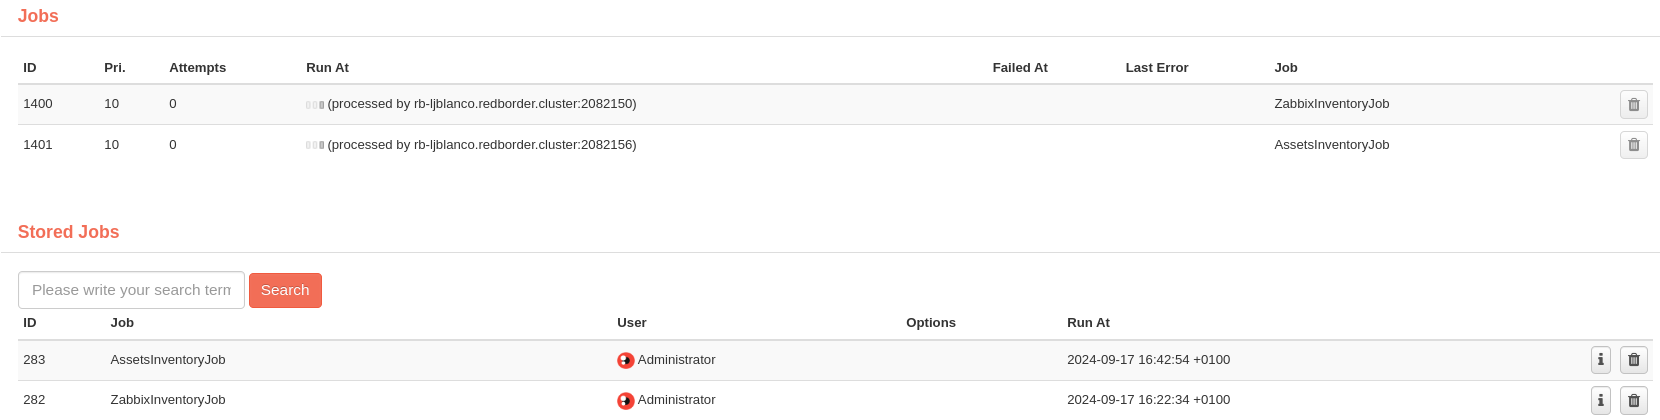 Jobs
ID Pri. Attempts Run At Failed At Last Error Job
1400 10 0 (processed by rb-ljblanco.redborder.cluster:2082150) ZabbixInventoryJob
1401 10 0 (processed by rb-ljblanco.redborder.cluster:2082156) AssetsInventoryJob
Stored Jobs
Please write your search term Search
ID Job User Options Run At
283 AssetsInventoryJob Administrator 2024-09-17 16:42:54 +0100
282 ZabbixInventoryJob Administrator 2024-09-17 16:22:34 +0100